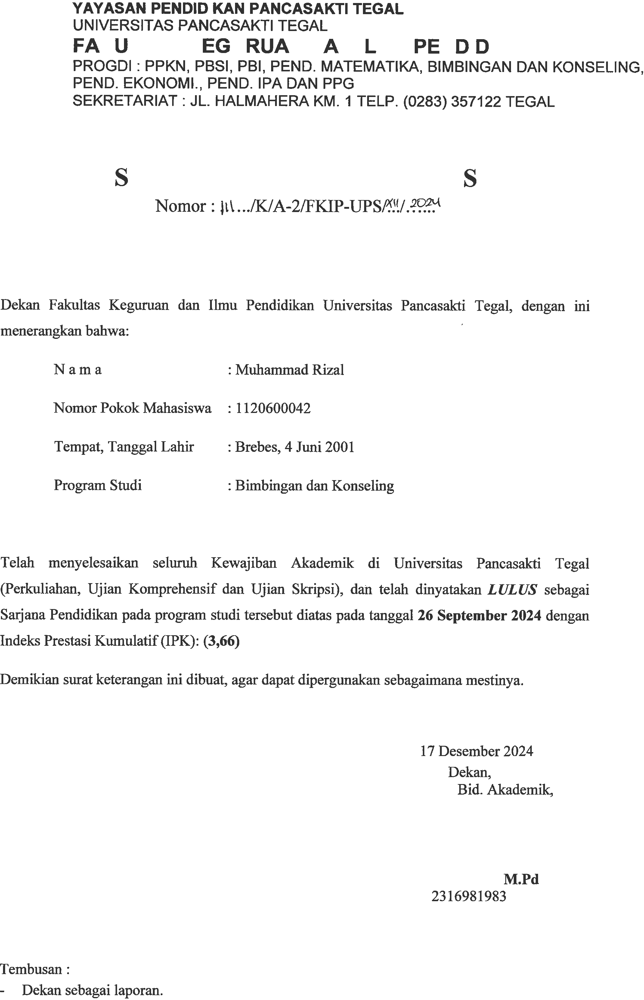 YAYASAN PENDID KAN PANCASAKTI TEGAL
UNIVERSITAS PANCASAKTI TEGAL
FA U EG RUA A L PE D D
PROGDI : PPKN, PBSI, PBI, PEND. MATEMATIKA, BIMBINGAN DAN KONSELING,
PEND. EKONOMI., PEND. IPA DAN PPG
SEKRETARIAT : JL. HALMAHERA KM. 1 TELP. (0283) 357122 TEGAL
S S
Nomor : .../K/A-2/FKIP-UPS/XII/.2024
Dekan Fakultas Keguruan dan Ilmu Pendidikan Universitas Pancasakti Tegal, dengan ini
menerangkan bahwa:
N a m a : Muhammad Rizal
Nomor Pokok Mahasiswa : 1120600042
Tempat, Tanggal Lahir : Brebes, 4 Juni 2001
Program Studi : Bimbingan dan Konseling
Telah menyelesaikan seluruh Kewajiban Akademik di Universitas Pancasakti Tegal
(Perkuliahan, Ujian Komprehensif dan Ujian Skripsi), dan telah dinyatakan LULUS sebagai
Sarjana Pendidikan pada program studi tersebut diatas pada tanggal 26 September 2024 dengan
Indeks Prestasi Kumulatif (IPK): (3,66)
Demikian surat keterangan ini dibuat, agar dapat dipergunakan sebagaimana mestinya.
17 Desember 2024
Dekan,
Bid. Akademik,
M.Pd
2316981983
Tembusan :
- Dekan sebagai laporan.